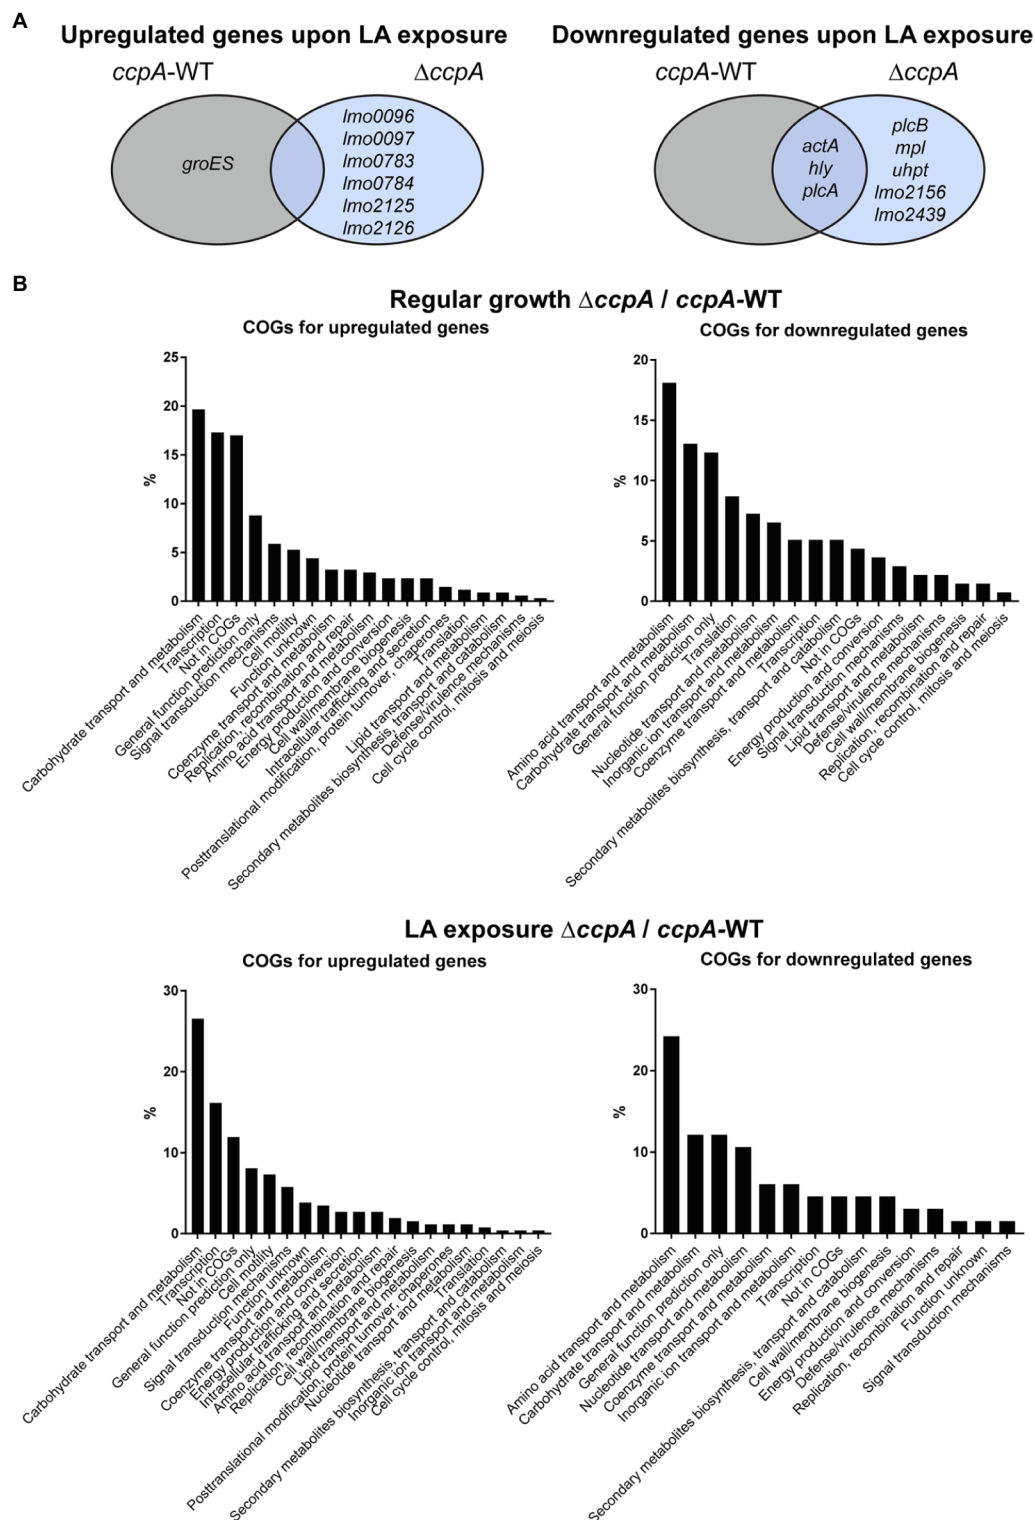 A
Upregulated genes upon LA exposure
ccpA-WT
ΔccpA
groES
lmo0096
lmo0097
lmo0783
lmo0784
lmo2125
lmo2126
Downregulated genes upon LA exposure
ccpA-WT
ΔccpA
actA
hly
plcA
plcB
mpl
uhpt
lmo2156
lmo2439
B
Regular growth ΔccpA / ccpA-WT
COGs for upregulated genes
%
25
20
15
10
5
0
Carbohydrate transport and metabolism
Transcription
Not in COGs
General function prediction only
Signal transduction mechanisms
Cell motility
Function unknown
Coenzyme transport and metabolism
Replication, recombination and repair
Amino acid transport and metabolism
Energy production and conversion
Cell wall/membrane biogenesis
Intracellular trafficking and secretion
Posttranslational modification, protein turnover, chaperones
Translation
Lipid transport and metabolism
Secondary metabolites biosynthesis, transport and catabolism
Defense/virulence mechanisms
Cell cycle control, mitosis and meiosis
COGs for downregulated genes
%
20
15
10
5
0
Amino acid transport and metabolism
Carbohydrate transport and metabolism
General function prediction only
Translation
Nucleotide transport and metabolism
Inorganic ion transport and metabolism
Coenzyme transport and metabolism
Transcription
Secondary metabolites biosynthesis, transport and catabolism
Not in COGs
Energy production and conversion
Signal transduction mechanisms
Lipid transport and metabolism
Defense/virulence mechanisms
Cell wall/membrane biogenesis
Replication, recombination and repair
Cell cycle control, mitosis and meiosis
LA exposure ΔccpA / ccpA-WT
COGs for upregulated genes
%
30
20
10
0
Carbohydrate transport and metabolism
Transcription
Not in COGs
General function prediction only
Cell motility
Signal transduction mechanisms
Function unknown
Coenzyme transport and metabolism
Energy production and conversion
Intracellular trafficking and secretion
Amino acid transport and metabolism
Replication, recombination and repair
Cell wall/membrane biogenesis
Lipid transport and metabolism
Posttranslational modification, protein turnover, chaperones
Nucleotide transport and metabolism
Translation
Secondary metabolites biosynthesis, transport and catabolism
Inorganic ion transport and metabolism
Cell cycle control, mitosis and meiosis
COGs for downregulated genes
%
30
20
10
0
Amino acid transport and metabolism
Carbohydrate transport and metabolism
General function prediction only
Nucleotide transport and metabolism
Coenzyme transport and metabolism
Inorganic ion transport and metabolism
Transcription
Not in COGs
Secondary metabolites biosynthesis, transport and catabolism
Cell wall/membrane biogenesis
Energy production and conversion
Defense/virulence mechanisms
Replication, recombination and repair
Function unknown
Signal transduction mechanisms